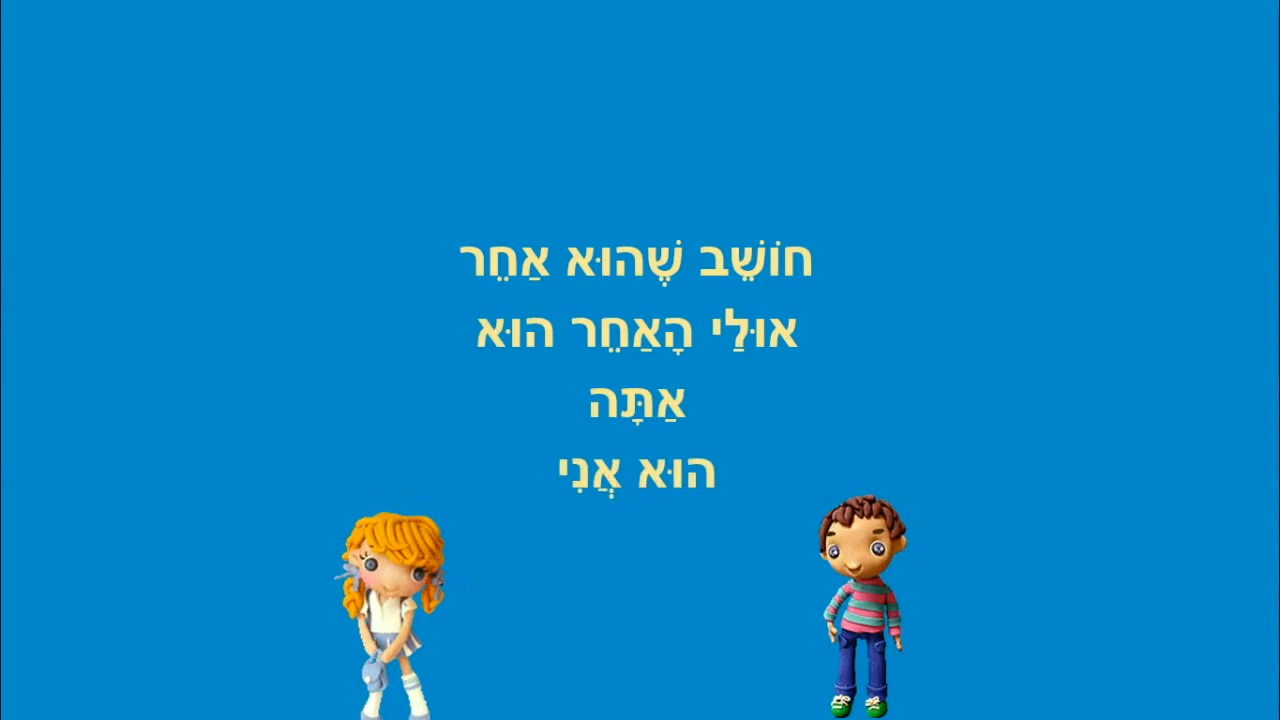 חוֹשֵׁב שֶׁהוּא אַחֵר
אוּלַי הָאַחֵר הוּא
אַתָּה
הוּא אֲנִי